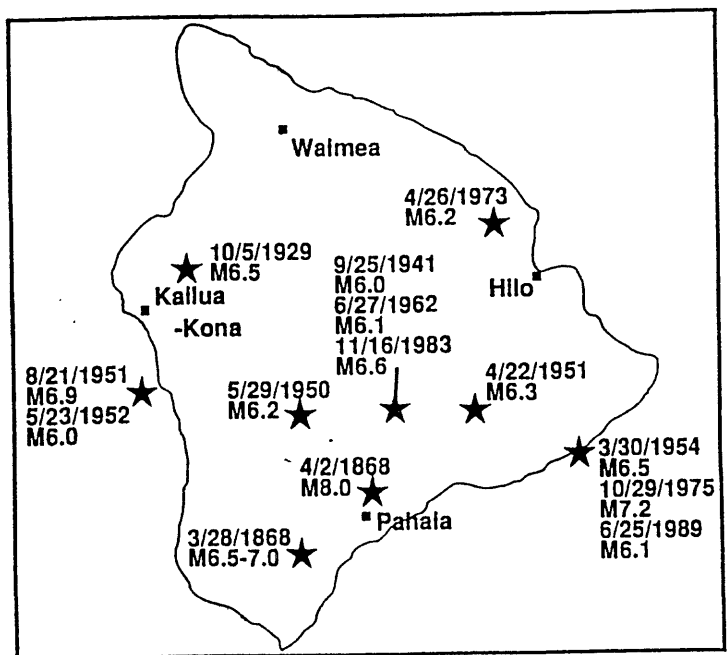 Waimea
4/26/1973
M6.2
10/5/1929
M6.5
9/25/1941
M6.0
6/27/1962
M6.1
11/16/1983
M6.6
Hilo
Kailua
-Kona
8/21/1951
M6.9
5/23/1952
M6.0
5/29/1950
M6.2
4/22/1951
M6.3
3/30/1954
M6.5
10/29/1975
M7.2
6/25/1989
M6.1
4/2/1868
M8.0
Pahala
3/28/1868
M6.5-7.0